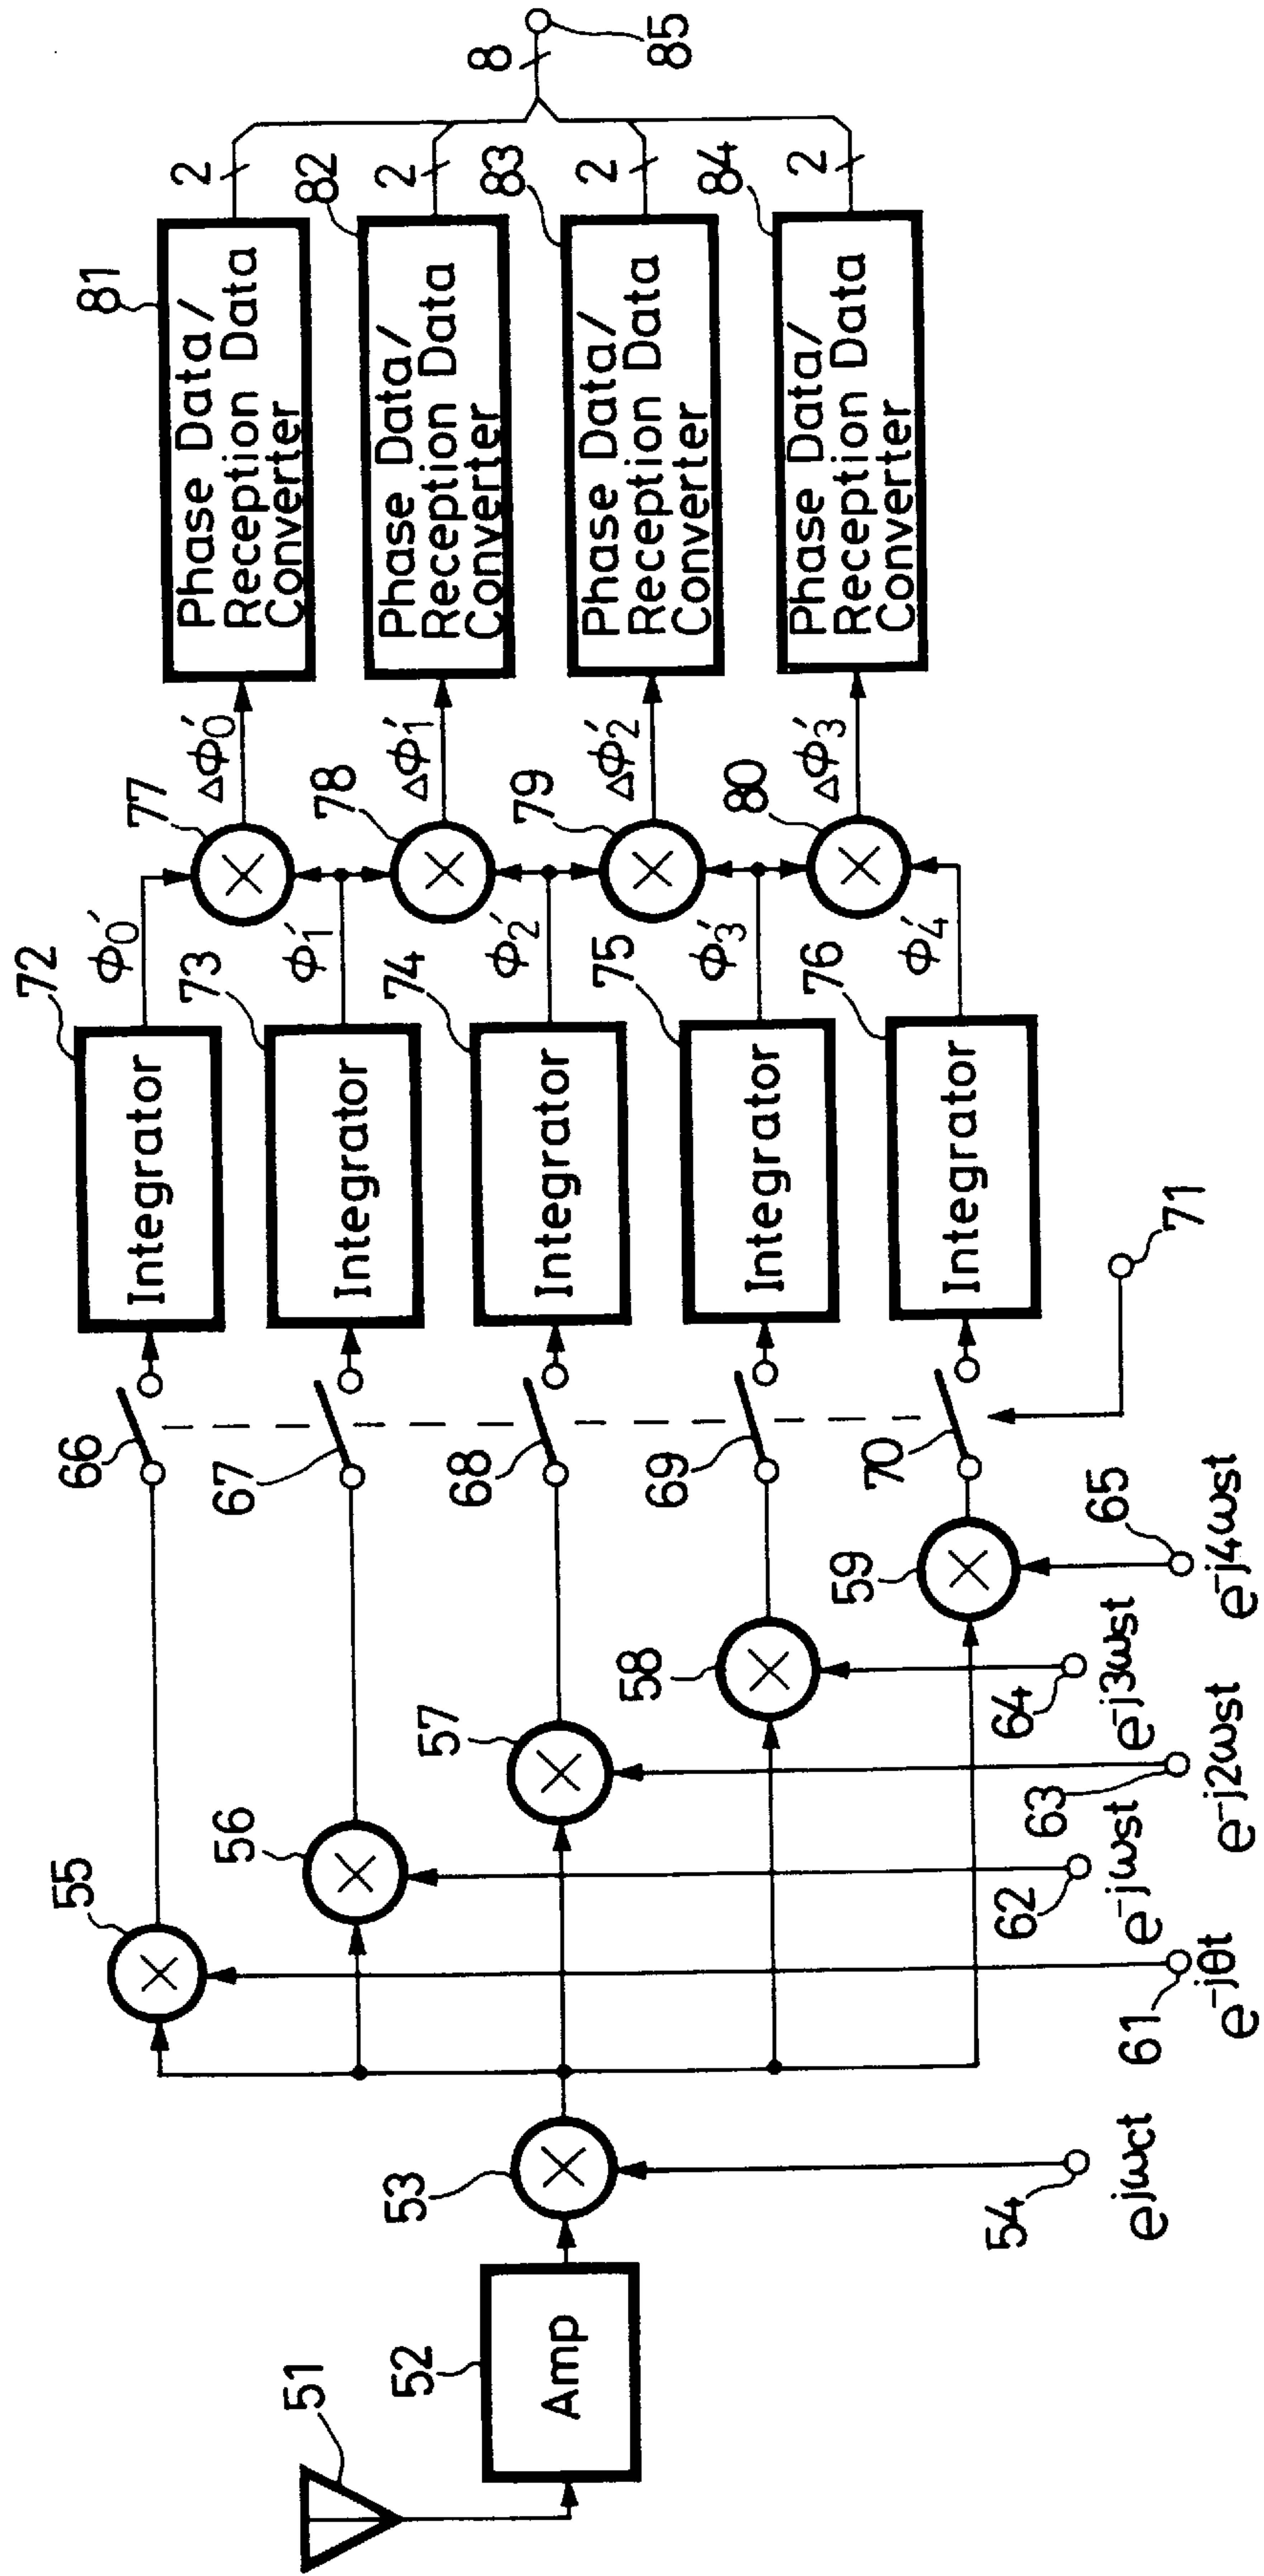 51
52
Amp
53
54
e^jωct
55
56
57
58
59
61
e^-jθt
62
e^-jωst
63
e^-j2ωst
64
e^-j3ωst
65
e^-j4ωst
66
67
68
69
70
71
72
Integrator
73
Integrator
74
Integrator
75
Integrator
76
Integrator
ϕ0′
ϕ1′
ϕ2′
ϕ3′
ϕ4′
77
78
79
80
Δϕ0′
Δϕ1′
Δϕ2′
Δϕ3′
81
Phase Data/
Reception Data
Converter
82
Phase Data/
Reception Data
Converter
83
Phase Data/
Reception Data
Converter
84
Phase Data/
Reception Data
Converter
2
2
2
2
8
85